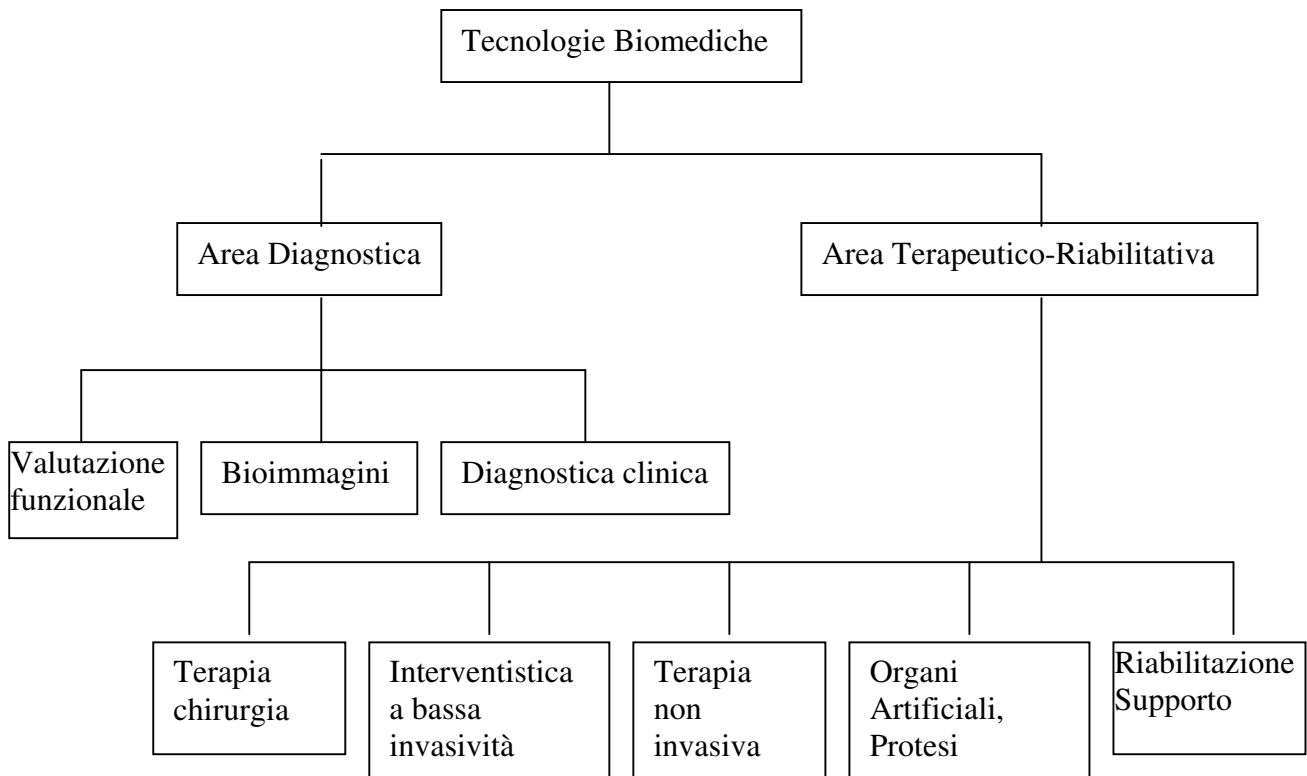 Tecnologie Biomediche
Area Diagnostica
Area Terapeutico-Riabilitativa
Valutazione
funzionale
Bioimmagini
Diagnostica clinica
Terapia
chirurgia
Interventistica
a bassa
invasività
Terapia
non
invasiva
Organi
Artificiali,
Protesi
Riabilitazione
Supporto